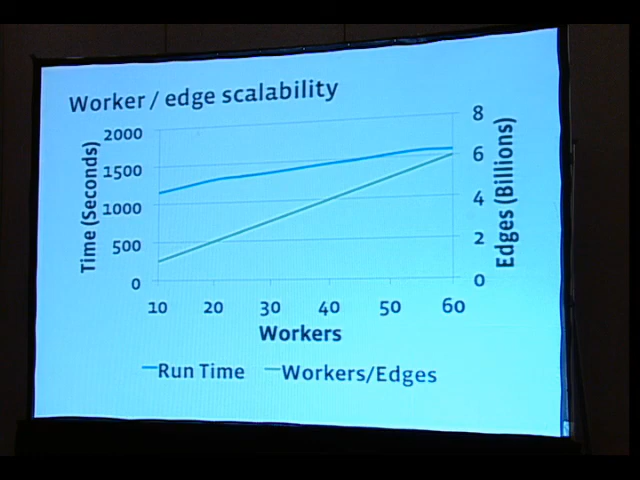 Worker / edge scalability
Time (Seconds)
2000
1500
1000
500
0
8
6
4
2
0
Edges (Billions)
10 20 30 40 50 60
Workers
Run Time Workers/Edges